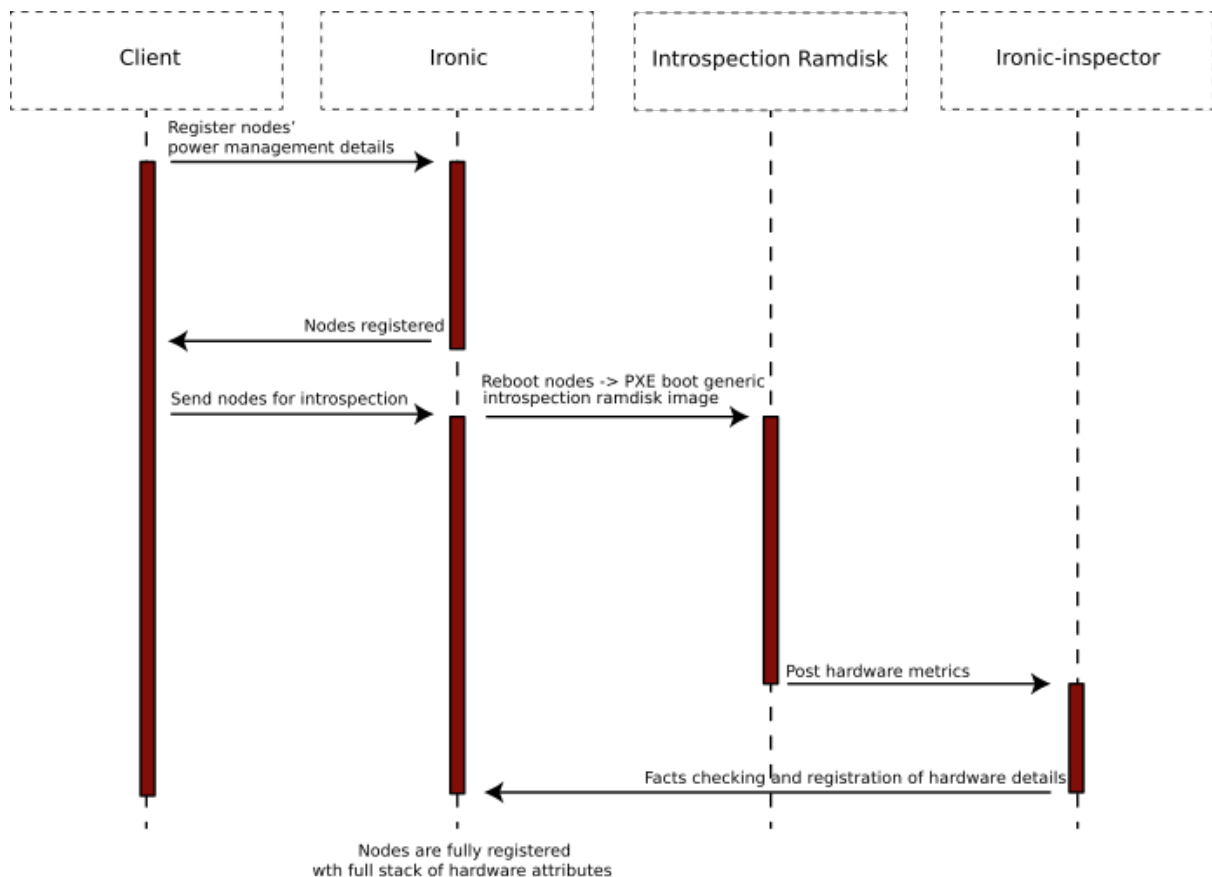 Client
Ironic
Introspection Ramdisk
Ironic-inspector
Register nodes'
power management details
Nodes registered
Send nodes for introspection
Reboot nodes -> PXE boot generic
introspection ramdisk image
Post hardware metrics
Facts checking and registration of hardware details
Nodes are fully registered
wth full stack of hardware attributes